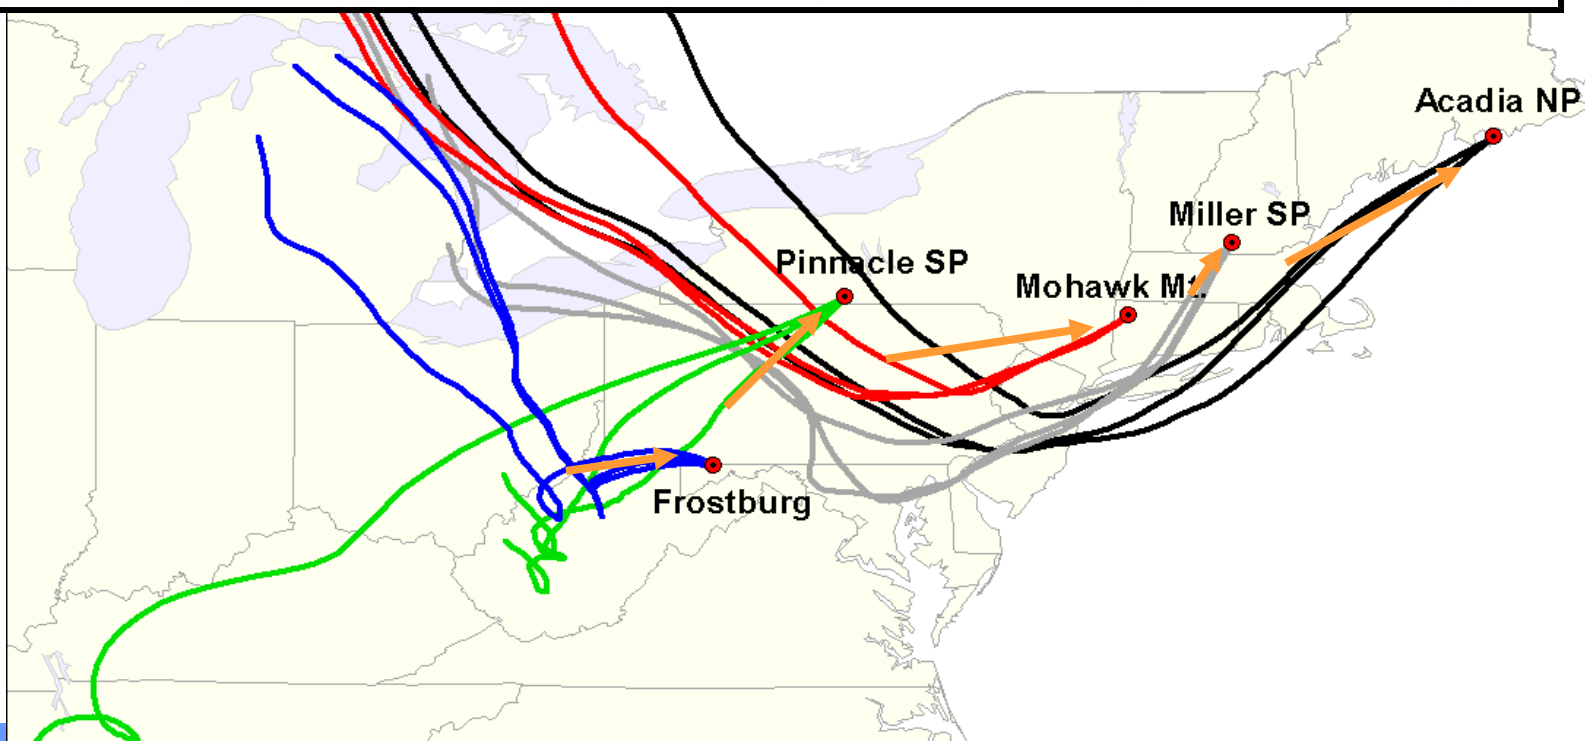 Acadia NP
Miller SP
Pinnacle SP
Mohawk Mt.
Frostburg